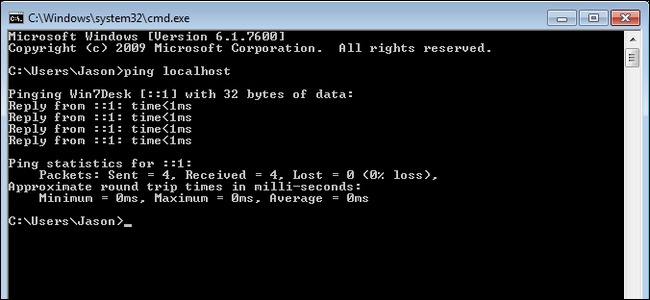 C:\Windows\system32\cmd.exe
Microsoft Windows [Version 6.1.7600]
Copyright (c) 2009 Microsoft Corporation.  All rights reserved.
C:\Users\Jason>ping localhost
Pinging Win7Desk [::1] with 32 bytes of data:
Reply from ::1: time<1ms
Reply from ::1: time<1ms
Reply from ::1: time<1ms
Reply from ::1: time<1ms
Ping statistics for ::1:
    Packets: Sent = 4, Received = 4, Lost = 0 (0% loss),
Approximate round trip times in milli-seconds:
    Minimum = 0ms, Maximum = 0ms, Average = 0ms
C:\Users\Jason>_